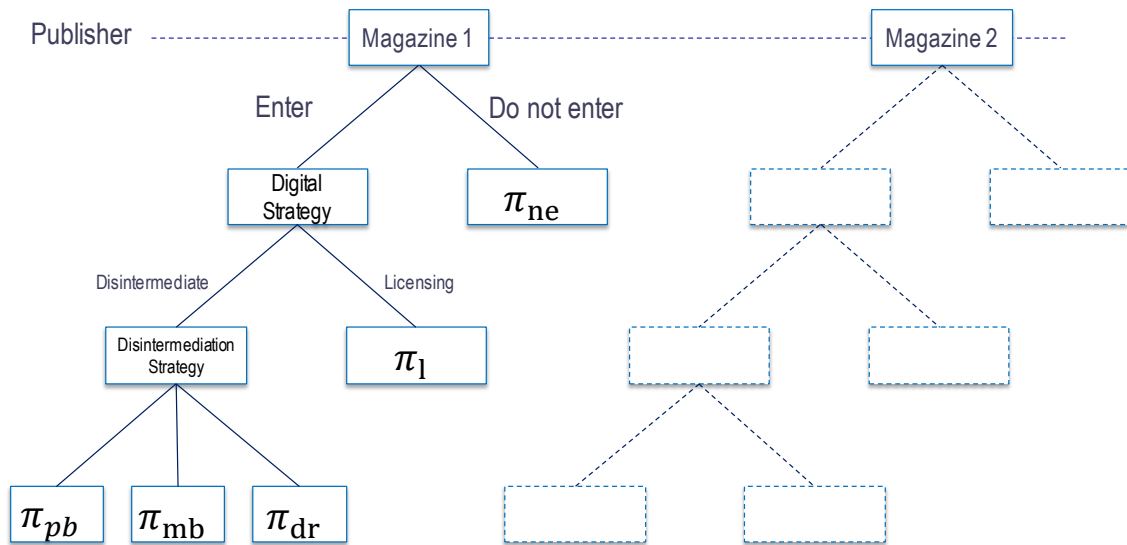 Publisher
Magazine 1
Magazine 2
Enter
Do not enter
Digital
Strategy
π_ne
Disintermediate
Licensing
Disintermediation
Strategy
π_l
π_pb
π_mb
π_dr